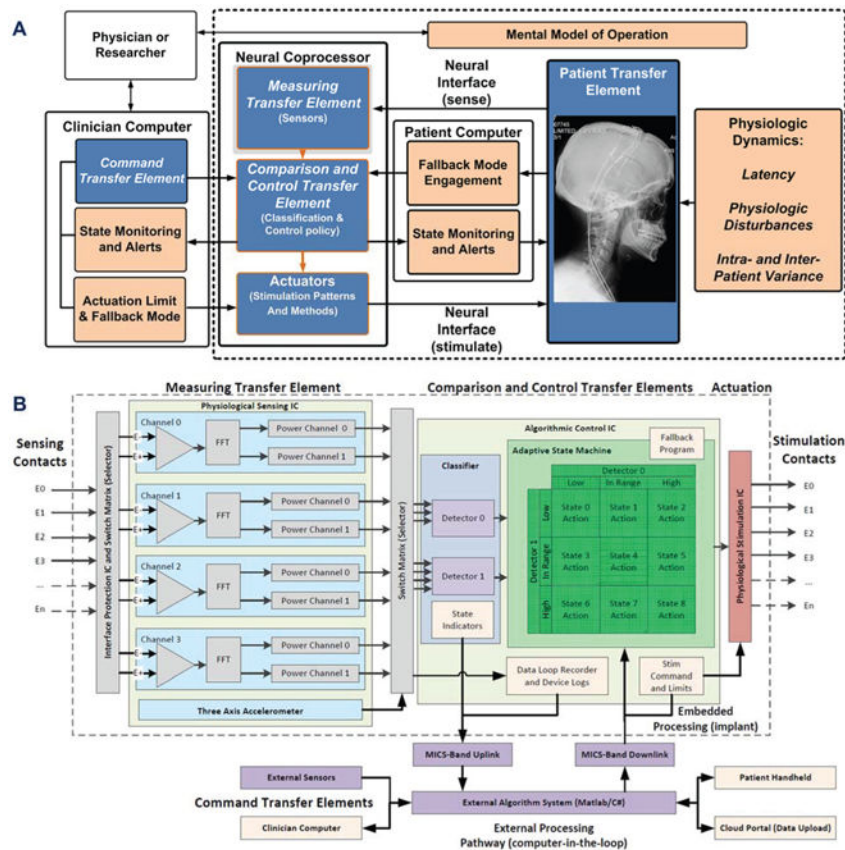 A
Physician or
Researcher
Mental Model of Operation
Neural Coprocessor
Measuring
Transfer Element
(Sensors)
Neural
Interface
(sense)
Patient Transfer
Element
Clinician Computer
Command
Transfer Element
State Monitoring
and Alerts
Actuation Limit
& Fallback Mode
Comparison and
Control Transfer
Element
(Classification &
Control policy)
Actuators
(Stimulation Patterns
And Methods)
Patient Computer
Fallback Mode
Engagement
State Monitoring
and Alerts
Neural
Interface
(stimulate)
Physiologic
Dynamics:
Latency
Physiologic
Disturbances
Intra- and Inter-
Patient Variance
B
Measuring Transfer Element
Comparison and Control Transfer Elements
Actuation
Sensing
Contacts
E0
E1
E2
E3
...
En
Interface Protection IC and Switch Matrix (Selector)
Physiological Sensing IC
Channel 0
E-
E+
FFT
Power Channel 0
Power Channel 1
Channel 1
E-
E+
FFT
Power Channel 0
Power Channel 1
Channel 2
E-
E+
FFT
Power Channel 0
Power Channel 1
Channel 3
E-
E+
FFT
Power Channel 0
Power Channel 1
Three Axis Accelerometer
Switch Matrix (Selector)
Algorithmic Control IC
Classifier
Detector 0
Detector 1
State
Indicators
Adaptive State Machine
Fallback
Program
Detector 0
Low
In Range
High
Detector 1
Low
In Range
High
State 0
Action
State 1
Action
State 2
Action
State 3
Action
State 4
Action
State 5
Action
State 6
Action
State 7
Action
State 8
Action
Data Loop Recorder
and Device Logs
Stim
Command
and Limits
Physiological Stimulation IC
Stimulation
Contacts
E0
E1
E2
E3
...
En
Embedded
Processing (implant)
MICS-Band Uplink
MICS-Band Downlink
External Sensors
Command Transfer Elements
Clinician Computer
External Algorithm System (Matlab/C#)
External Processing
Pathway (computer-in-the-loop)
Patient Handheld
Cloud Portal (Data Upload)